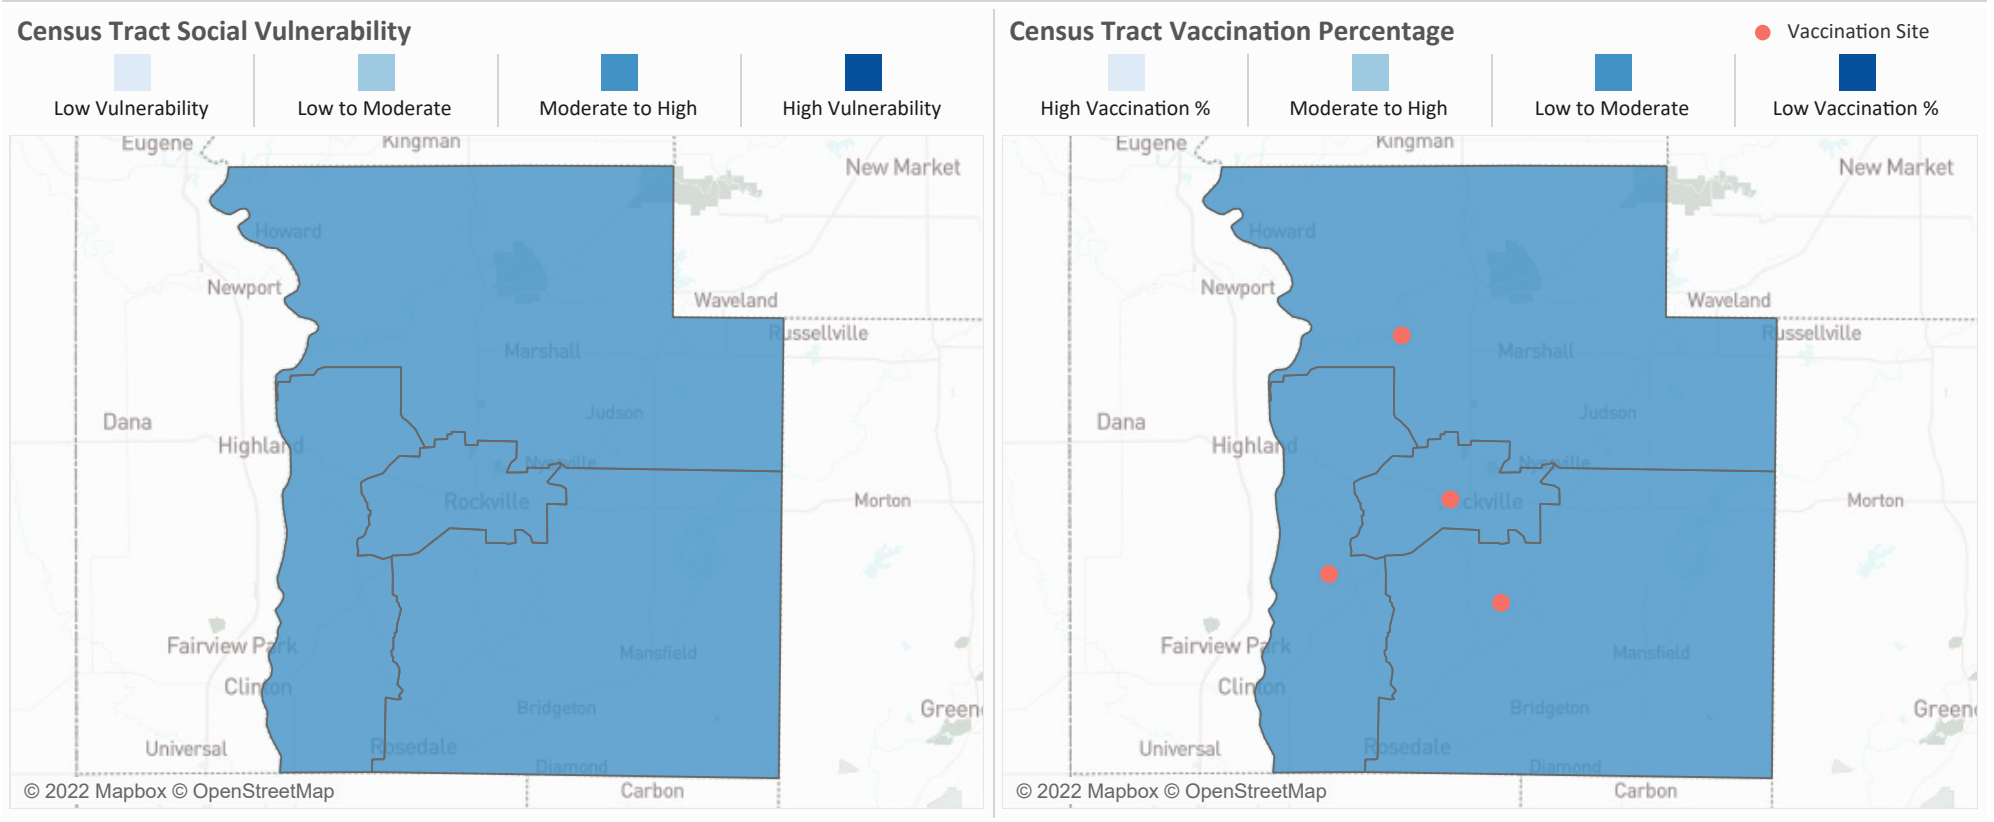 Census Tract Social Vulnerability
Low Vulnerability
Low to Moderate
Moderate to High
High Vulnerability
Eugene
Kingman
New Market
Howard
Newport
Waveland
Russellville
Marshall
Judson
Dana
Highland
Nyesville
Rockville
Morton
Fairview Park
Mansfield
Clinton
Bridgeton
Green
Universal
Rosedale
Diamond
Carbon
© 2022 Mapbox © OpenStreetMap
Census Tract Vaccination Percentage
Vaccination Site
High Vaccination %
Moderate to High
Low to Moderate
Low Vaccination %
Eugene
Kingman
New Market
Howard
Newport
Waveland
Russellville
Marshall
Judson
Dana
Highland
Nyesville
ckville
Morton
Fairview Park
Mansfield
Clinton
Bridgeton
Green
Universal
Rosedale
Diamond
Carbon
© 2022 Mapbox © OpenStreetMap